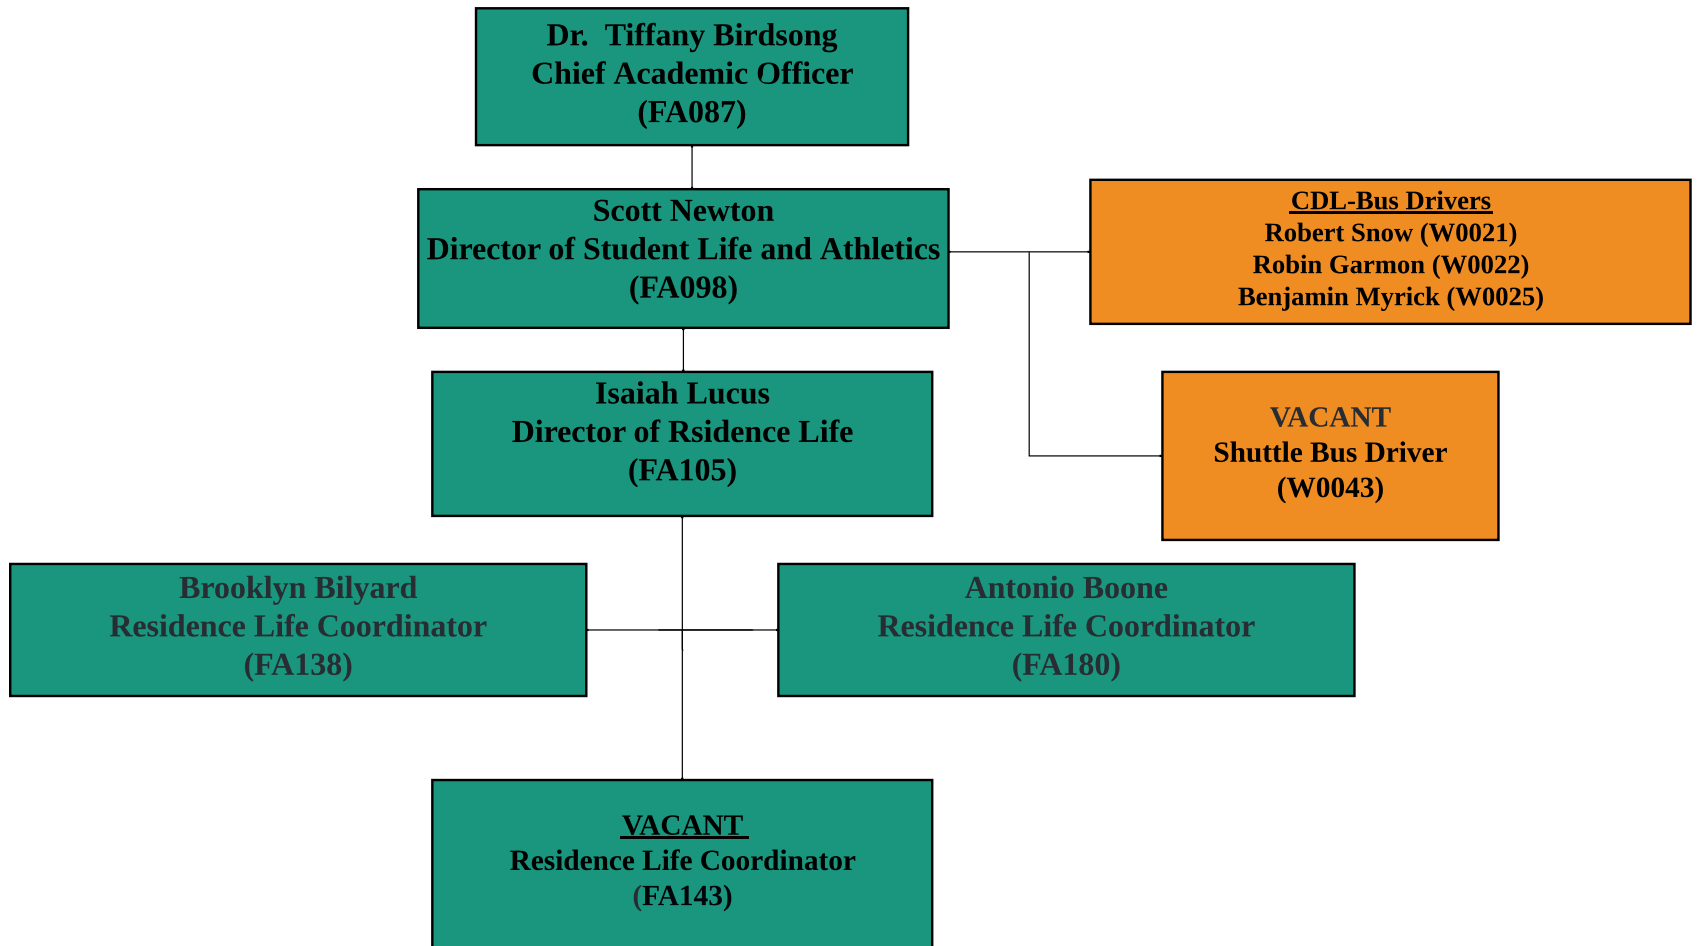 Dr.  Tiffany Birdsong
Chief Academic Officer
(FA087)
Scott Newton
Director of Student Life and Athletics
(FA098)
CDL-Bus Drivers
Robert Snow (W0021)
Robin Garmon (W0022)
Benjamin Myrick (W0025)
Isaiah Lucus
Director of Rsidence Life
(FA105)
VACANT
Shuttle Bus Driver
(W0043)
Brooklyn Bilyard
Residence Life Coordinator
(FA138)
Antonio Boone
Residence Life Coordinator
(FA180)
VACANT
Residence Life Coordinator
(FA143)